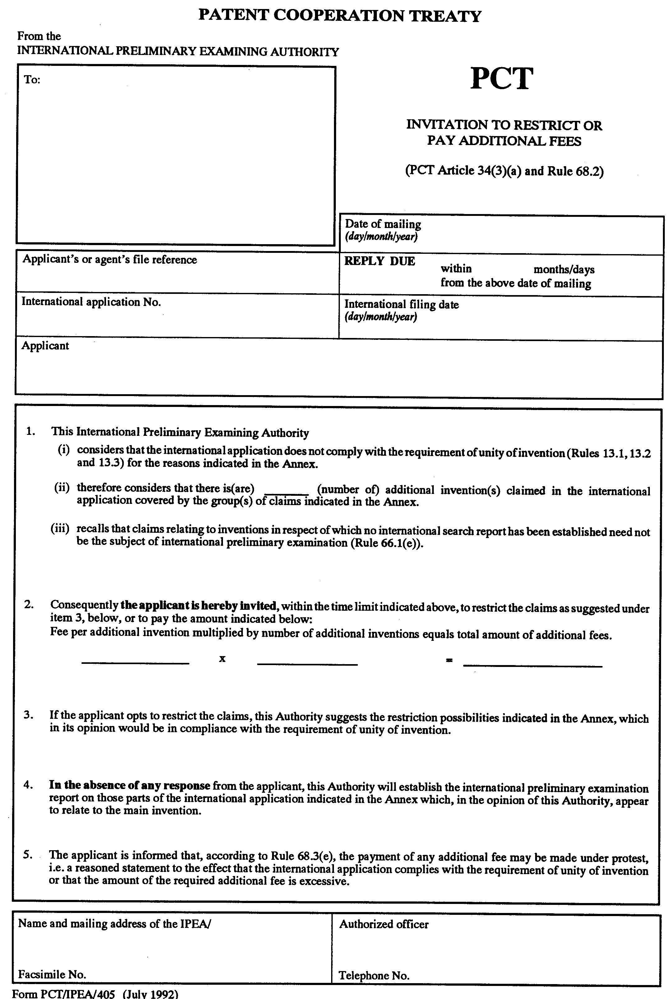 PATENT COOPERATION TREATY
From the
INTERNATIONAL PRELIMINARY EXAMINING AUTHORITY
To:
PCT
INVITATION TO RESTRICT OR
PAY ADDITIONAL FEES
(PCT Article 34(3)(a) and Rule 68.2)
Date of mailing
(day/month/year)
Applicant's or agent's file reference
REPLY DUE
within months/days
from the above date of mailing
International application No.
International filing date
(day/month/year)
Applicant
1. This International Preliminary Examining Authority
(i) considers that the international application does not comply with the requirement of unity of invention (Rules 13.1, 13.2
and 13.3) for the reasons indicated in the Annex.
(ii) therefore considers that there is(are) ________ (number of) additional invention(s) claimed in the international
application covered by the group(s) of claims indicated in the Annex.
(iii) recalls that claims relating to inventions in respect of which no international search report has been established need not
be the subject of international preliminary examination (Rule 66.1(e)).
2. Consequently the applicant is hereby invited, within the time limit indicated above, to restrict the claims as suggested under
item 3, below, or to pay the amount indicated below:
Fee per additional invention multiplied by number of additional inventions equals total amount of additional fees.
x =
3. If the applicant opts to restrict the claims, this Authority suggests the restriction possibilities indicated in the Annex, which
in its opinion would be in compliance with the requirement of unity of invention.
4. In the absence of any response from the applicant, this Authority will establish the international preliminary examination
report on those parts of the international application indicated in the Annex which, in the opinion of this Authority, appear
to relate to the main invention.
5. The applicant is informed that, according to Rule 68.3(e), the payment of any additional fee may be made under protest,
i.e. a reasoned statement to the effect that the international application complies with the requirement of unity of invention
or that the amount of the required additional fee is excessive.
Name and mailing address of the IPEA/
Facsimile No.
Authorized officer
Telephone No.
Form PCT/IPEA/405 (July 1992)